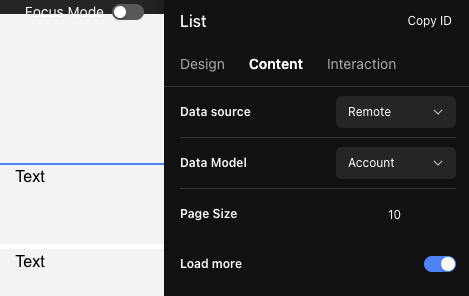 Focus Mode
List
Copy ID
Design
Content
Interaction
Data source
Remote
Data Model
Account
Page Size
10
Load more
Text
Text